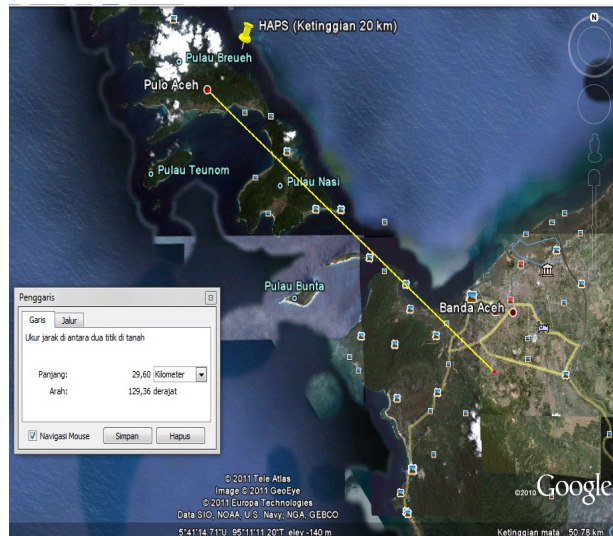 HAPS (Ketinggian 20 km)
N
Pulau Breueh
Pulo Aceh
Pulau Teunom
Pulau Nasi
Pulau Bunta
Banda Aceh
Penggaris
Garis Jalur
Ukur jarak di antara dua titik di tanah
Panjang: 29,60 Kilometer
Arah: 129,36 derajat
Navigasi Mouse Simpan Hapus
© 2011 Tele Atlas
Image © 2011 GeoEye
© 2011 Europa Technologies
Data SIO, NOAA, U.S. Navy, NGA, GEBCO
©2010 Google
5°41'14.71"U 95°11'11.20"T elev -140 m Ketinggian mata 50.78 km